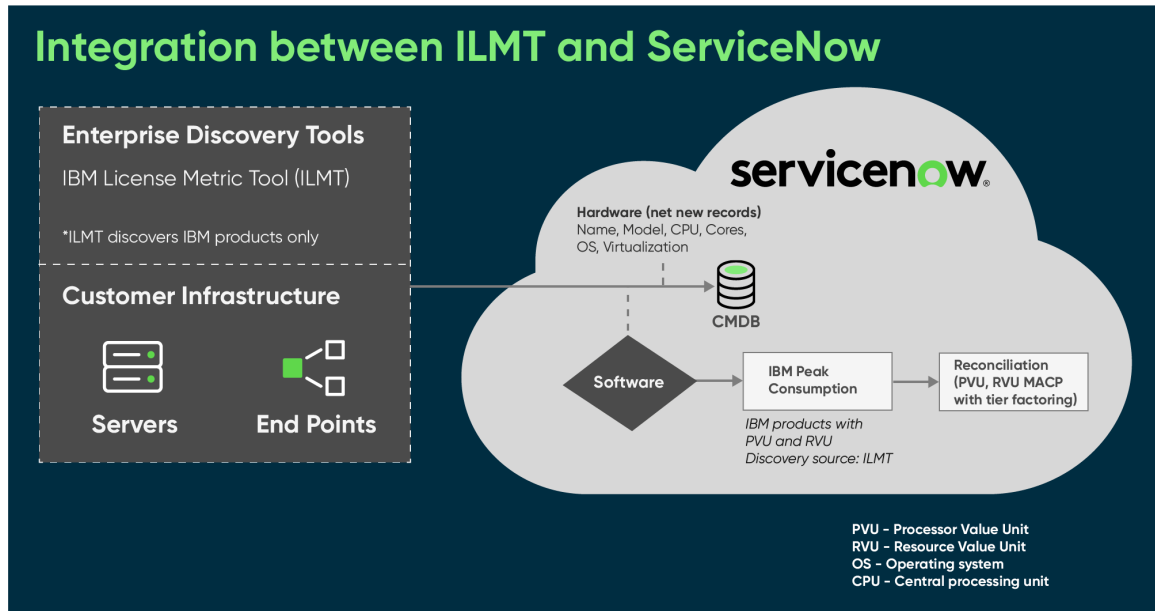 Integration between ILMT and ServiceNow
Enterprise Discovery Tools
IBM License Metric Tool (ILMT)
*ILMT discovers IBM products only
Customer Infrastructure
Servers
End Points
servicenow®
Hardware (net new records)
Name, Model, CPU, Cores,
OS, Virtualization
CMDB
Software
IBM Peak
Consumption
IBM products with
PVU and RVU
Discovery source: ILMT
Reconciliation
(PVU, RVU MACP
with tier factoring)
PVU - Processor Value Unit
RVU - Resource Value Unit
OS - Operating system
CPU - Central processing unit